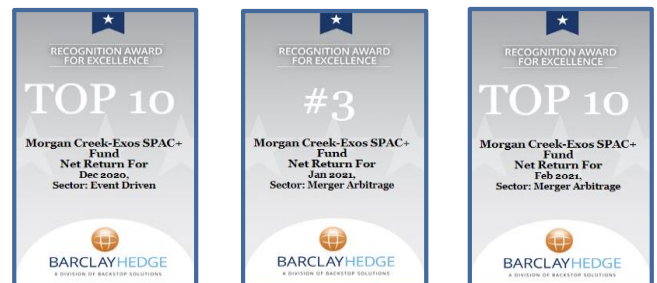 RECOGNITION AWARD
FOR EXCELLENCE
TOP 10
Morgan Creek-Exos SPAC+
Fund
Net Return For
Dec 2020,
Sector: Event Driven
BARCLAYHEDGE
A DIVISION OF BACKSTOP SOLUTIONS
RECOGNITION AWARD
FOR EXCELLENCE
#3
Morgan Creek-Exos SPAC+
Fund
Net Return For
Jan 2021,
Sector: Merger Arbitrage
BARCLAYHEDGE
A DIVISION OF BACKSTOP SOLUTIONS
RECOGNITION AWARD
FOR EXCELLENCE
TOP 10
Morgan Creek-Exos SPAC+
Fund
Net Return For
Feb 2021,
Sector: Merger Arbitrage
BARCLAYHEDGE
A DIVISION OF BACKSTOP SOLUTIONS